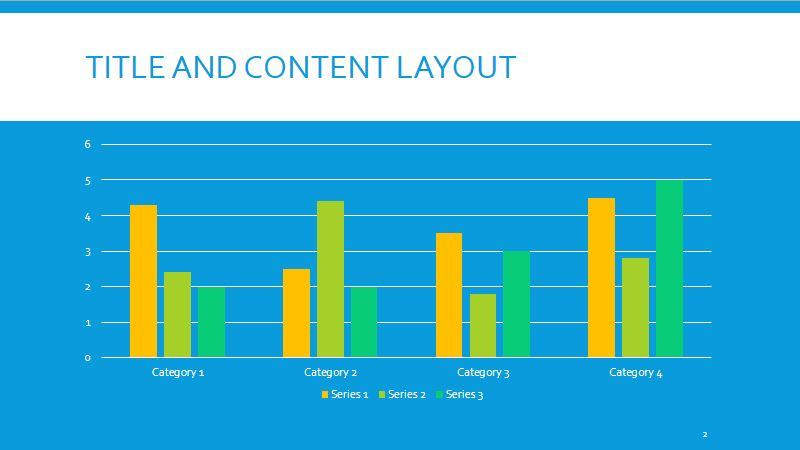 TITLE AND CONTENT LAYOUT
6
5
4
3
2
1
0
Category 1 Category 2 Category 3 Category 4
Series 1 Series 2 Series 3
2